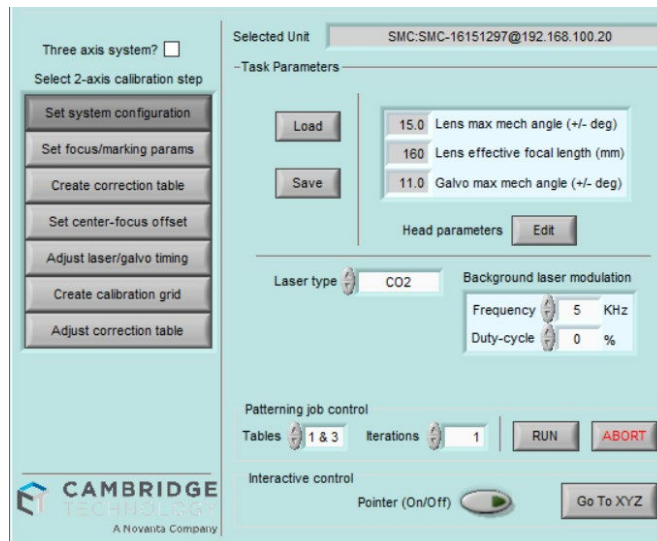 Three axis system?
Select 2-axis calibration step
Set system configuration
Set focus/marking params
Create correction table
Set center-focus offset
Adjust laser/galvo timing
Create calibration grid
Adjust correction table
CAMBRIDGE
TECHNOLOGY
A Novanta Company
Selected Unit SMC:SMC-16151297@192.168.100.20
Task Parameters
Load
Save
15.0 Lens max mech angle (+/- deg)
160 Lens effective focal length (mm)
11.0 Galvo max mech angle (+/- deg)
Head parameters Edit
Laser type CO2
Background laser modulation
Frequency 5 KHz
Duty-cycle 0 %
Patterning job control
Tables 1 & 3 Iterations 1 RUN ABORT
Interactive control
Pointer (On/Off) Go To XYZ